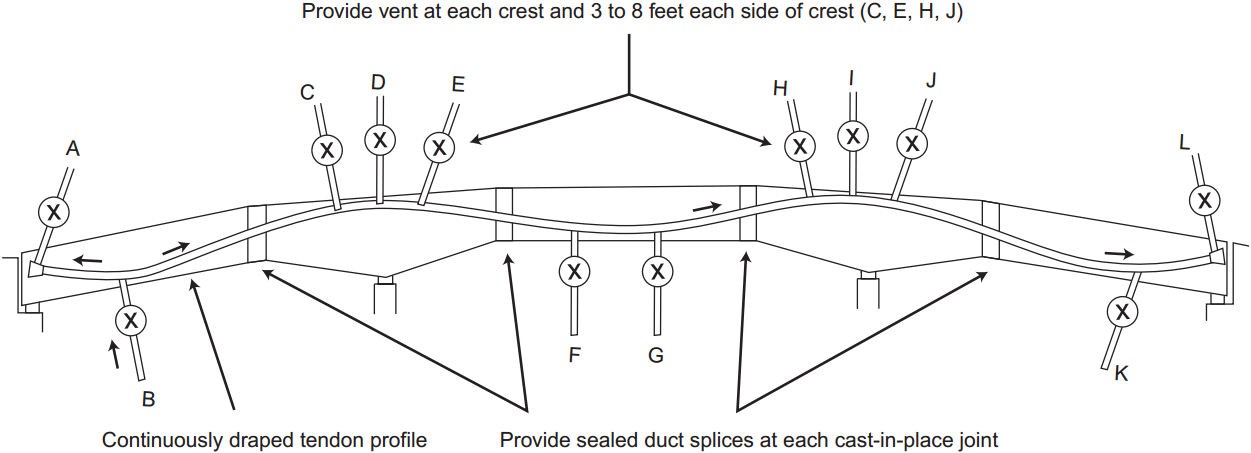 Provide vent at each crest and 3 to 8 feet each side of crest (C, E, H, J)
A
B
C
D
E
F
G
H
I
J
K
L
X
X
X
X
X
X
X
X
X
X
X
X
Continuously draped tendon profile
Provide sealed duct splices at each cast-in-place joint